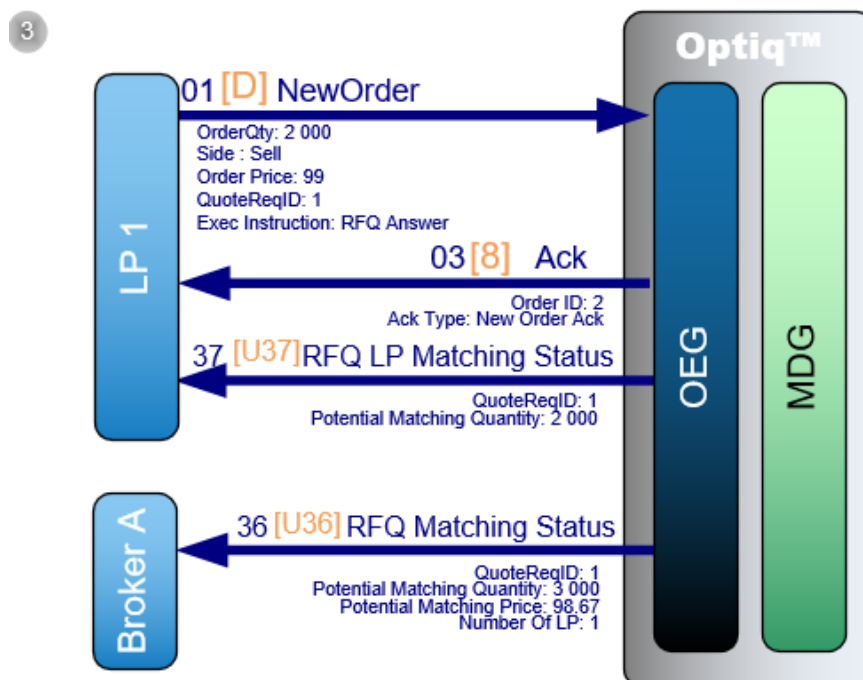 3
Optiq™
01 [D] NewOrder
OrderQty: 2 000
Side : Sell
Order Price: 99
QuoteReqID: 1
Exec Instruction: RFQ Answer
LP 1
03 [8] Ack
Order ID: 2
Ack Type: New Order Ack
37 [U37] RFQ LP Matching Status
QuoteReqID: 1
Potential Matching Quantity: 2 000
OEG
MDG
Broker A
36 [U36] RFQ Matching Status
QuoteReqID: 1
Potential Matching Quantity: 3 000
Potential Matching Price: 98.67
Number Of LP: 1